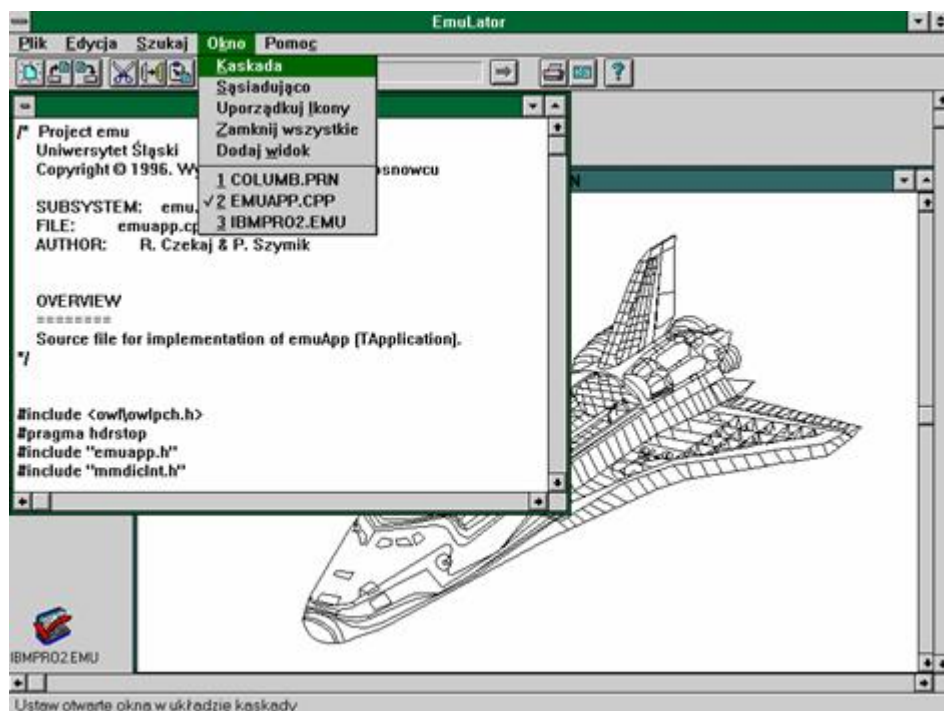 EmuLator
Plik Edycja Szukaj Okno Pomoc
Kaskada
Sąsiadująco
Uporządkuj Ikony
Zamknij wszystkie
Dodaj widok
1 COLUMB.PRN
✓2 EMUAPP.CPP
3 IBMPRO2.EMU
/* Project emu
Uniwersytet Śląski
Copyright © 1996. Wy osnowcu
SUBSYSTEM: emu.
FILE: emuapp.cp
AUTHOR: R. Czekaj & P. Szymik
OVERVIEW
========
Source file for implementation of emuApp (TApplication).
*/
#include <owl\owlpch.h>
#pragma hdrstop
#include "emuapp.h"
#include "mmdiclnt.h"
N
IBMPRO2.EMU
Ustaw otwarte okna w układzie kaskady